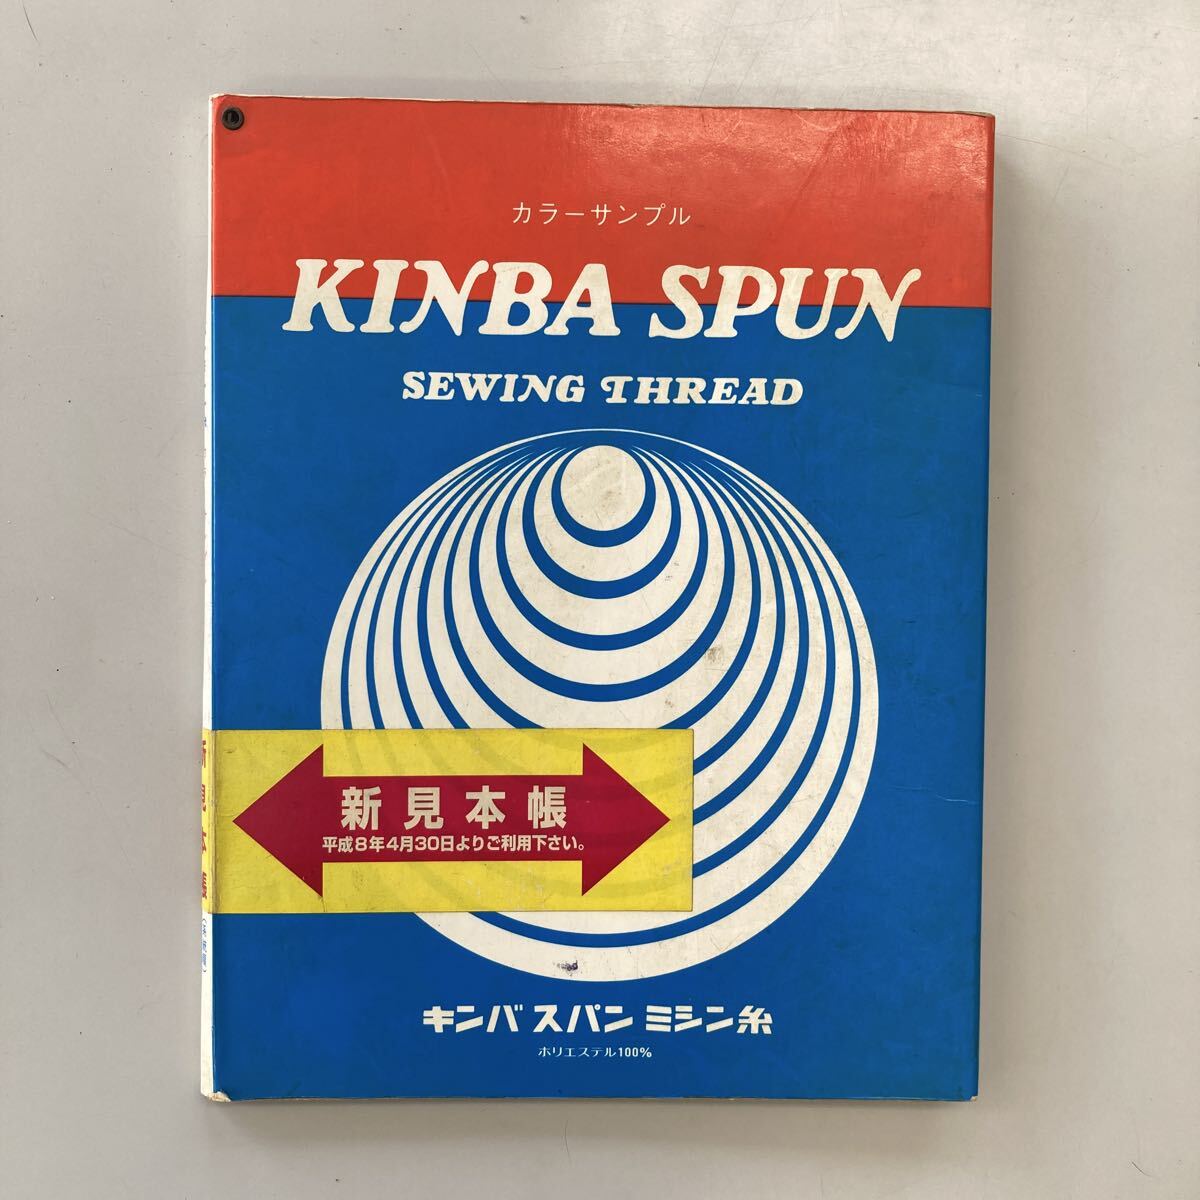 カラーサンプル
KINBA SPUN
SEWING THREAD
新見本帳
平成8年4月30日よりご利用下さい。
キンバ スパン ミシン糸
ポリエステル100%